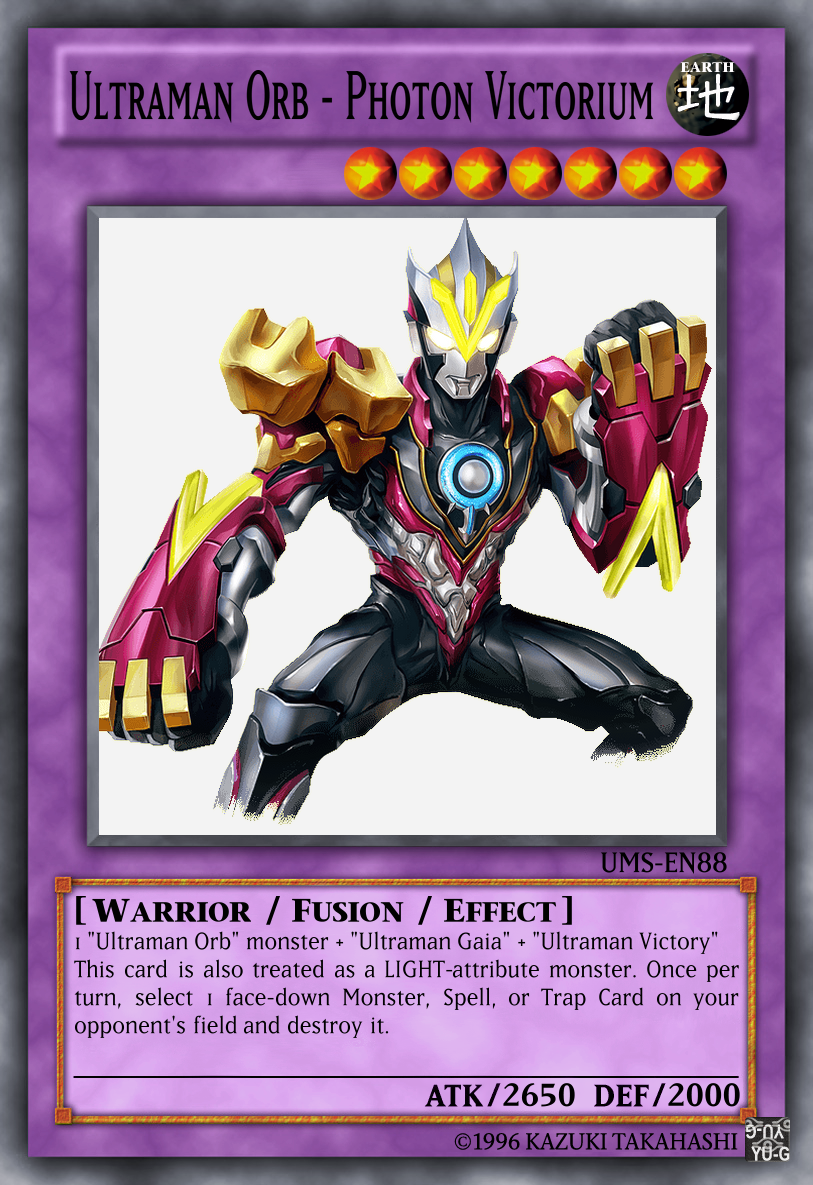 Ultraman Orb - Photon Victorium
EARTH
地
UMS-EN88
[ Warrior / Fusion / Effect ]
1 "Ultraman Orb" monster + "Ultraman Gaia" + "Ultraman Victory"
This card is also treated as a LIGHT-attribute monster. Once per
turn, select 1 face-down Monster, Spell, or Trap Card on your
opponent's field and destroy it.
ATK/2650 DEF/2000
©1996 KAZUKI TAKAHASHI
YU-G
YU-G